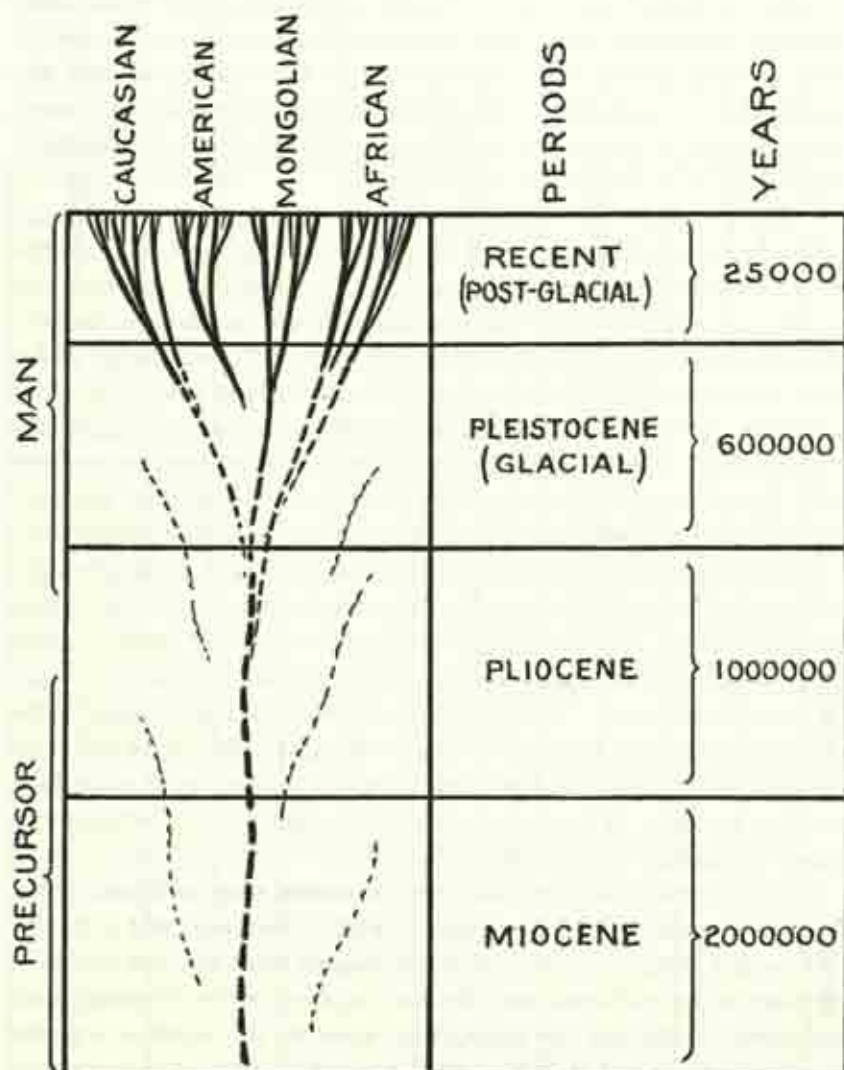 CAUCASIAN
AMERICAN
MONGOLIAN
AFRICAN
PERIODS
YEARS
MAN
PRECURSOR
RECENT
(POST-GLACIAL)
25000
PLEISTOCENE
(GLACIAL)
600000
PLIOCENE
1000000
MIOCENE
2000000